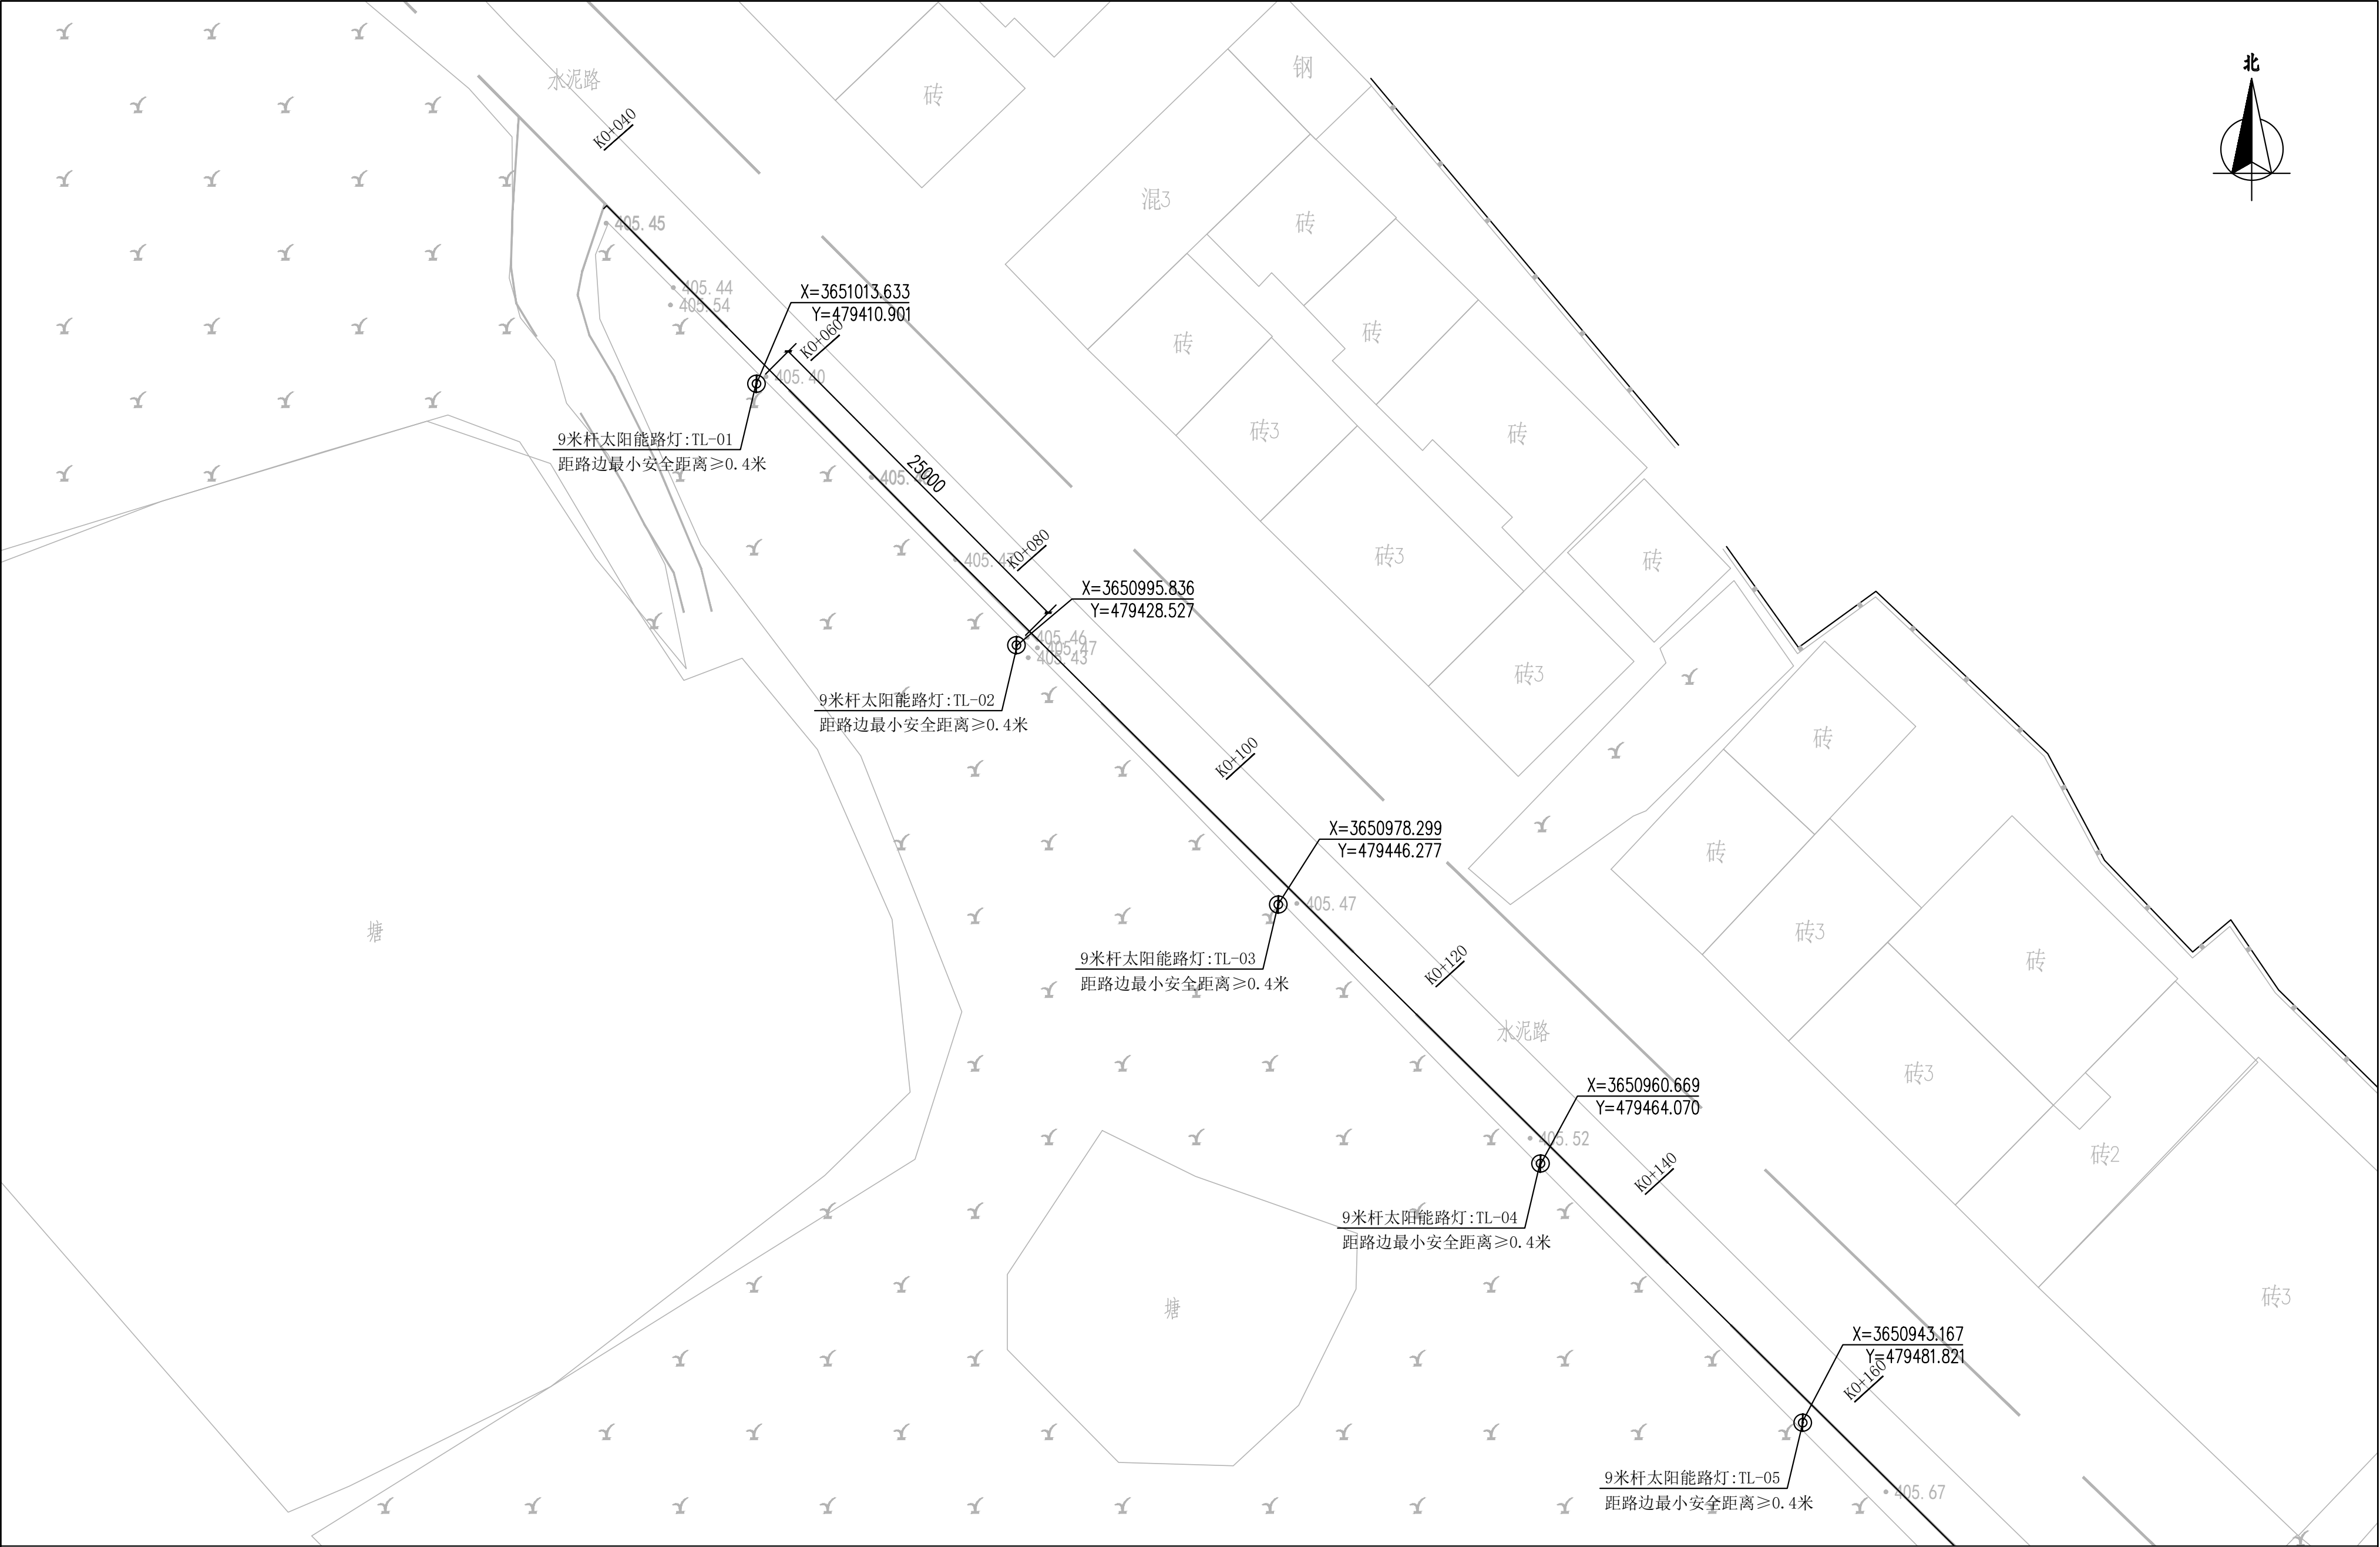 北
水泥路
K0+040
砖
钢
混3
砖
405.45
405.44
405.54
X=3651013.633
Y=479410.901
K0+060
405.40
9米杆太阳能路灯:TL-01
距路边最小安全距离≥0.4米
砖
砖
砖3
砖
25000
K0+080
砖3
砖
X=3650995.836
Y=479428.527
405.46
405.47
405.43
9米杆太阳能路灯:TL-02
距路边最小安全距离≥0.4米
砖3
砖
K0+100
砖
X=3650978.299
Y=479446.277
405.47
塘
砖3
砖
9米杆太阳能路灯:TL-03
距路边最小安全距离≥0.4米
K0+120
水泥路
砖3
X=3650960.669
Y=479464.070
405.52
砖2
K0+140
9米杆太阳能路灯:TL-04
距路边最小安全距离≥0.4米
塘
砖3
X=3650943.167
Y=479481.821
K0+160
9米杆太阳能路灯:TL-05
距路边最小安全距离≥0.4米
405.67